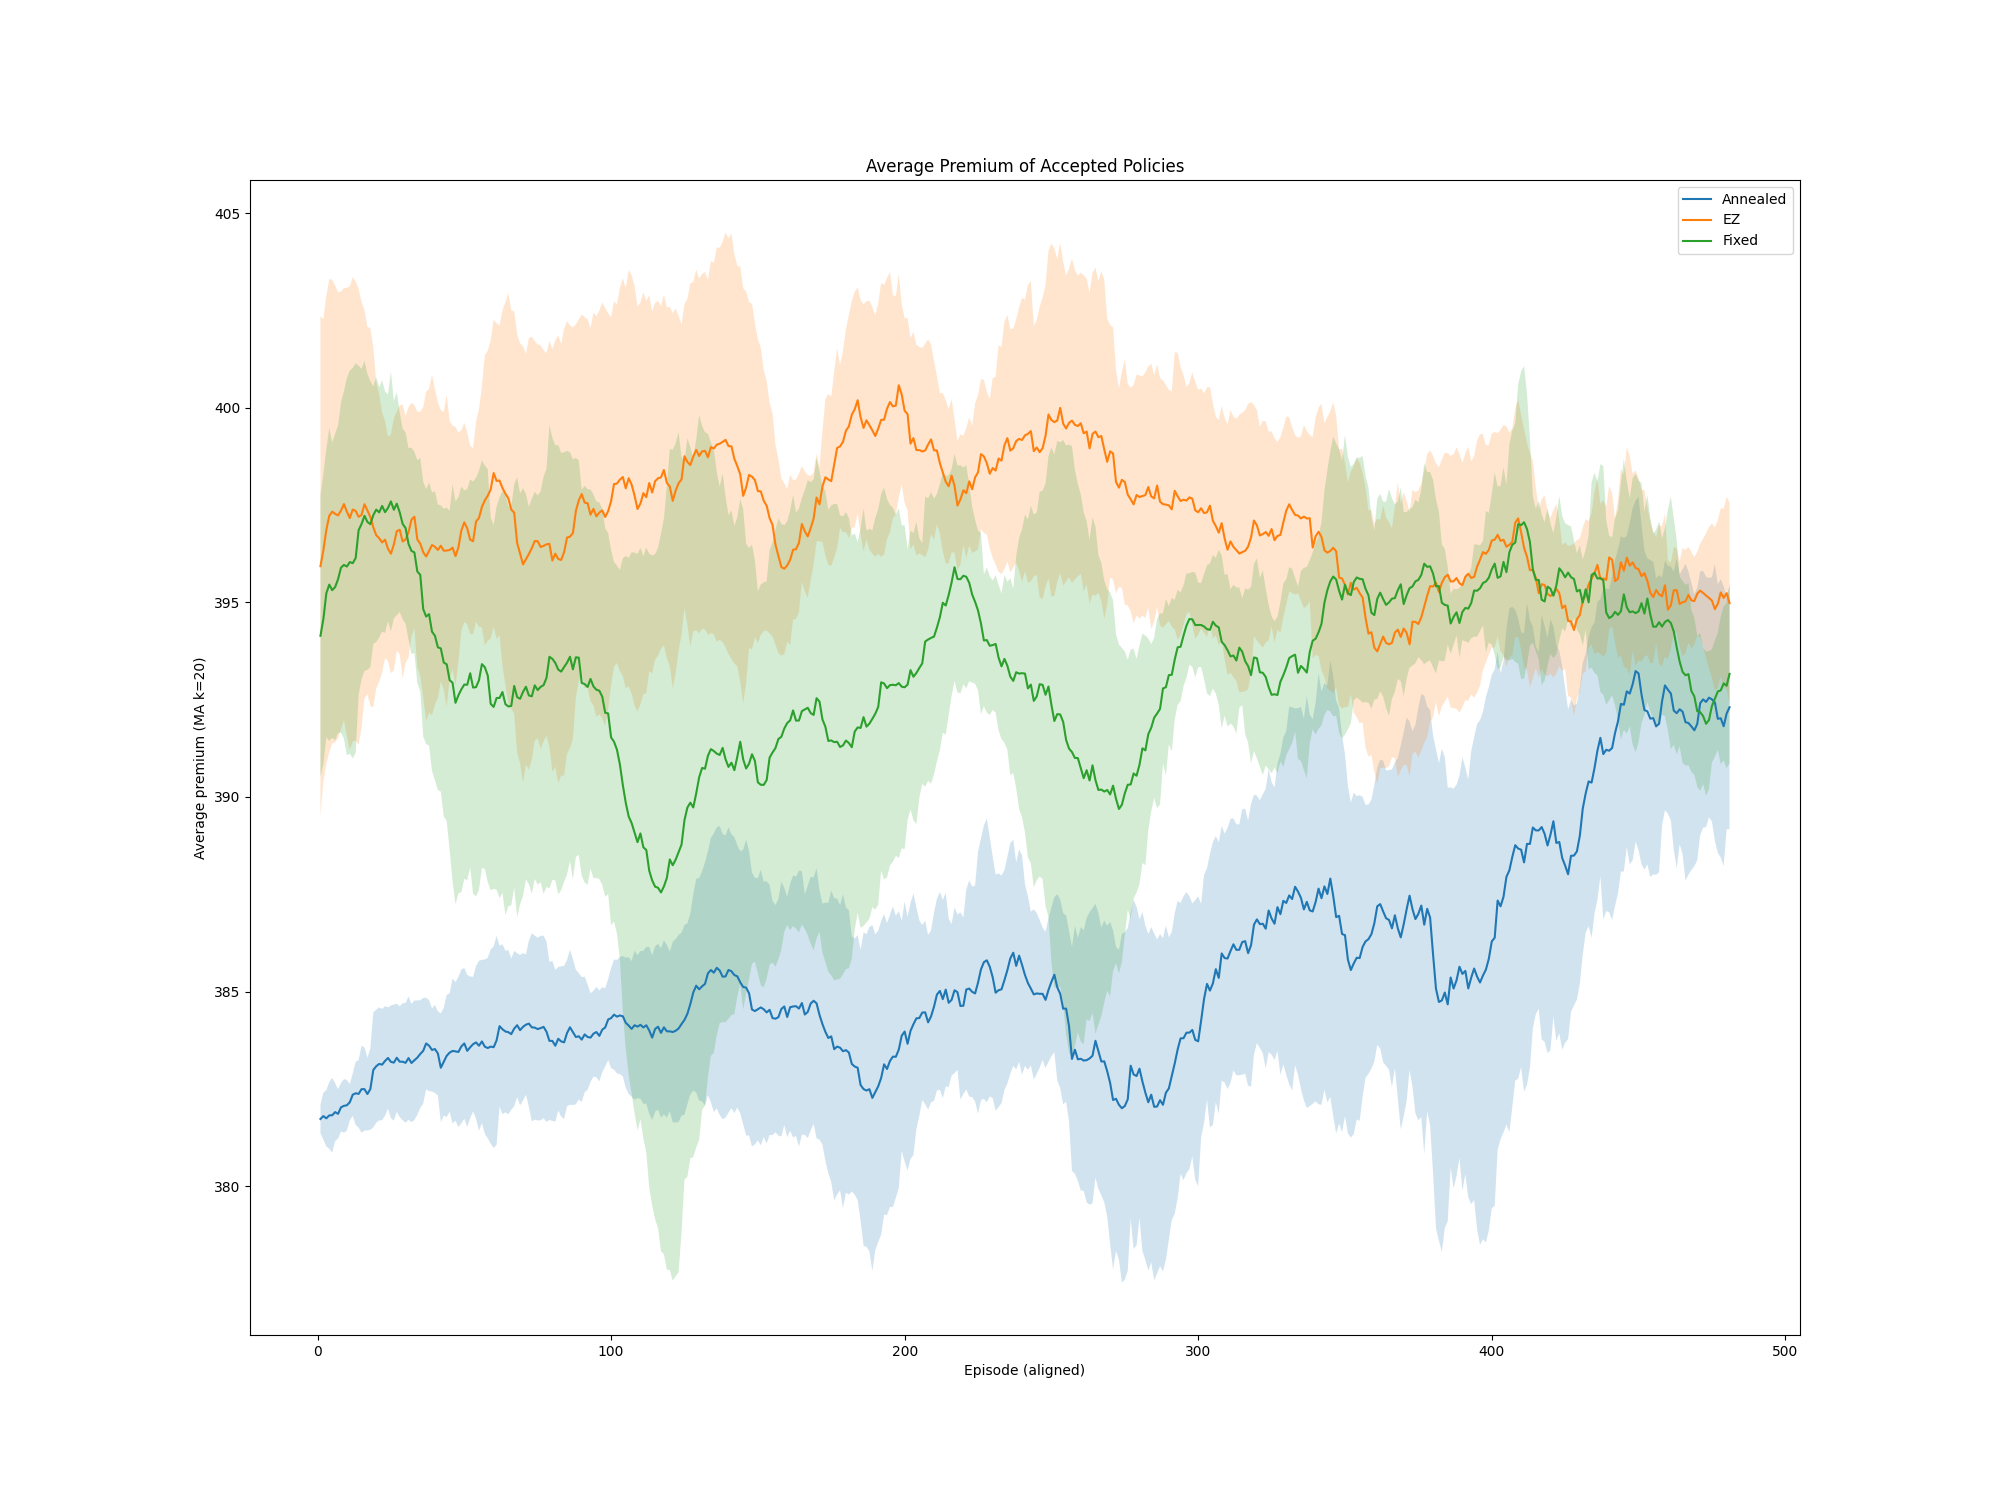 Average Premium of Accepted Policies
Annealed
EZ
Fixed
405
400
395
390
385
380
Average premium (MA k=20)
0 100 200 300 400 500
Episode (aligned)